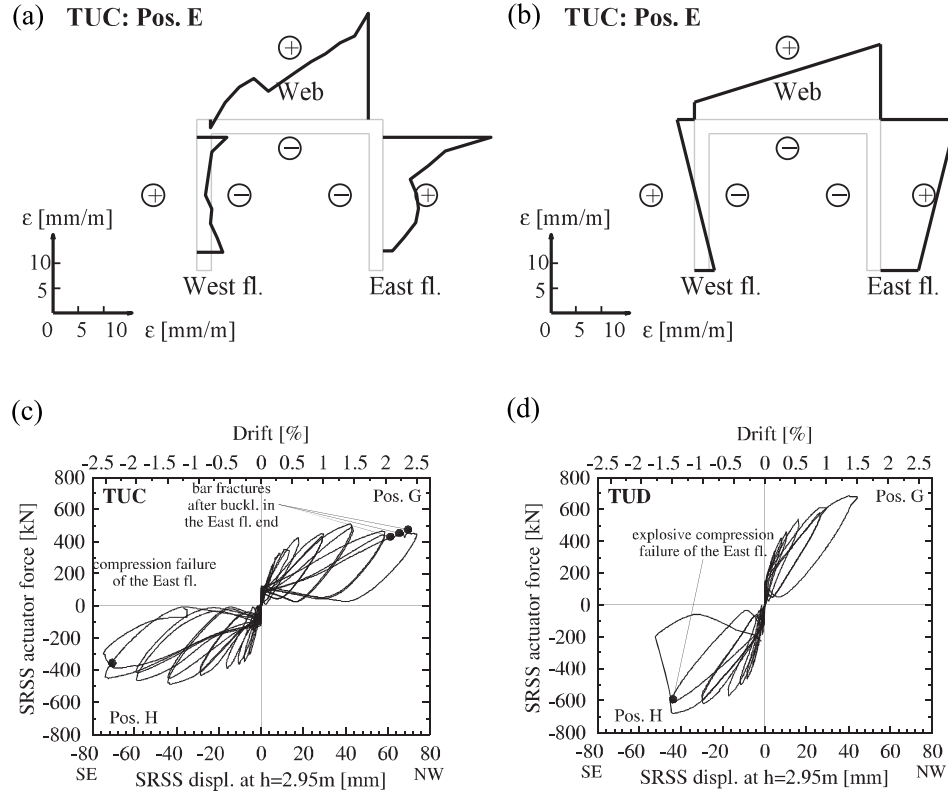 (a) TUC: Pos. E
+
Web
−
+ − − +
ε [mm/m]
10
5
West fl. East fl.
0 5 10 ε [mm/m]
(b) TUC: Pos. E
+
Web
−
+ − − +
ε [mm/m]
10
5
West fl. East fl.
0 5 10 ε [mm/m]
(c)
Drift [%]
-2.5 -2 -1.5 -1 -0.5 0 0.5 1 1.5 2 2.5
TUC
Pos. G
bar fractures
after buckl. in
the East fl. end
compression failure
of the East fl.
SRSS actuator force [kN]
800
600
400
200
0
-200
-400
-600
-800
Pos. H
-80 -60 -40 -20 0 20 40 60 80
SE SRSS displ. at h=2.95m [mm] NW
(d)
Drift [%]
-2.5 -2 -1.5 -1 -0.5 0 0.5 1 1.5 2 2.5
TUD
Pos. G
explosive compression
failure of the East fl.
SRSS actuator force [kN]
800
600
400
200
0
-200
-400
-600
-800
Pos. H
-80 -60 -40 -20 0 20 40 60 80
SE SRSS displ. at h=2.95m [mm] NW